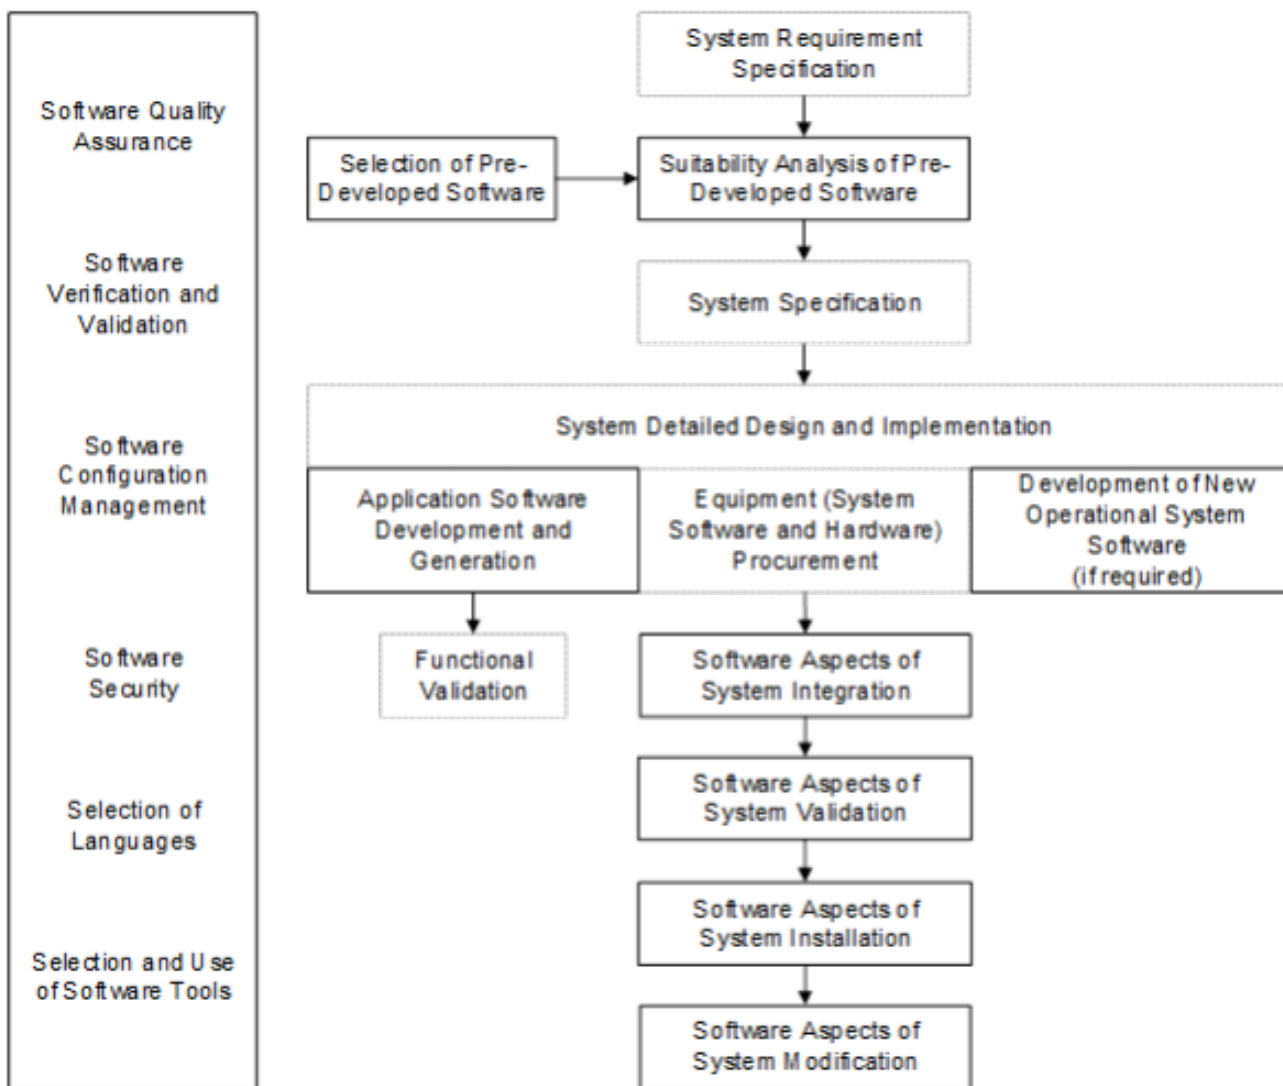 Software Quality
Assurance
Software
Verification and
Validation
Software
Configuration
Management
Software
Security
Selection of
Languages
Selection and Use
of Software Tools
System Requirement
Specification
Selection of Pre-
Developed Software
Suitability Analysis of Pre-
Developed Software
System Specification
System Detailed Design and Implementation
Application Software
Development and
Generation
Equipment (System
Software and Hardware)
Procurement
Development of New
Operational System
Software
(if required)
Functional
Validation
Software Aspects of
System Integration
Software Aspects of
System Validation
Software Aspects of
System Installation
Software Aspects of
System Modification